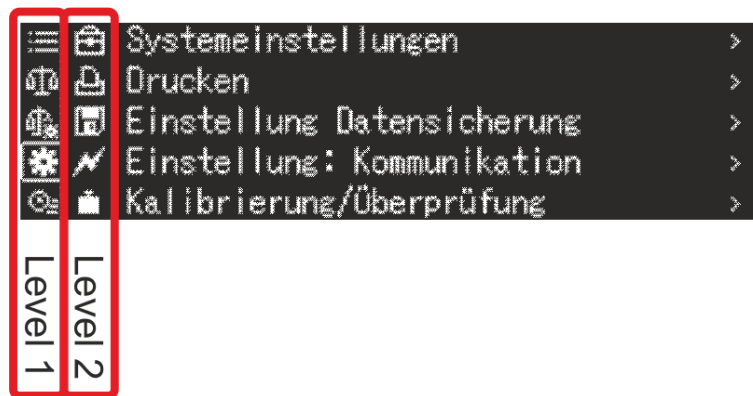 Systemeinstellungen >
Drucken >
Einstellung Datensicherung >
Einstellung: Kommunikation >
Kalibrierung/Überprüfung >
Level 1
Level 2